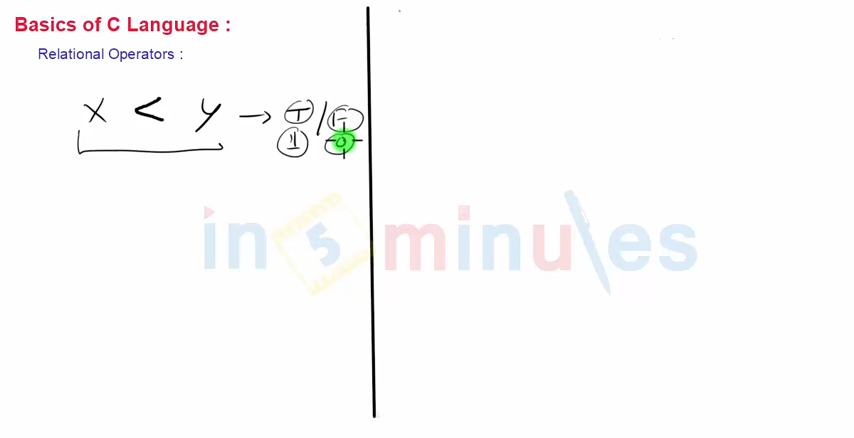 Basics of C Language :
Relational Operators :
x < y → T / F
1 0
in 5 minutes